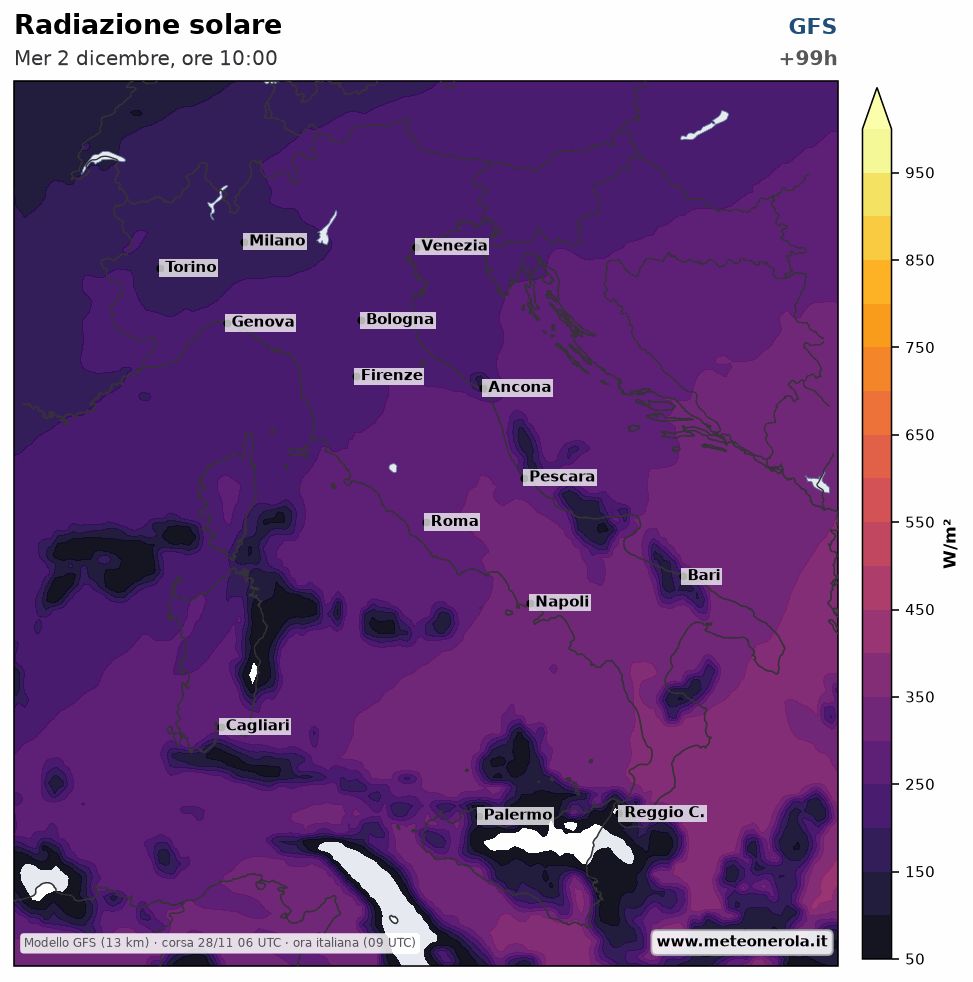 Radiazione solare
GFS
Mer 2 dicembre, ore 10:00
+99h
Milano
Venezia
Torino
Genova
Bologna
Firenze
Ancona
Pescara
Roma
Bari
Napoli
Cagliari
Palermo
Reggio C.
950
850
750
650
550
450
350
250
150
50
W/m²
Modello GFS (13 km) · corsa 28/11 06 UTC · ora italiana (09 UTC)
www.meteonerola.it